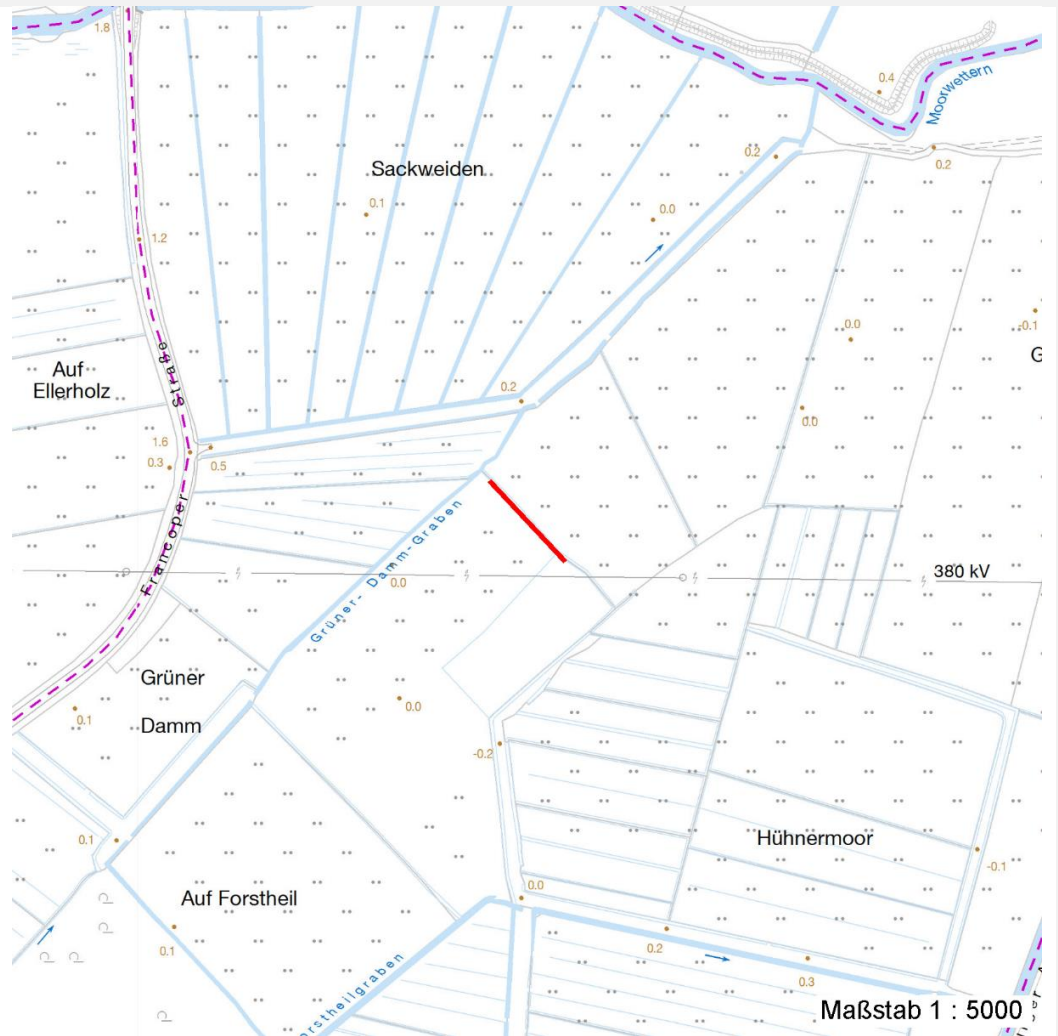 1.8
0.4
Moorwettern
0.2
0.2
Sackweiden
0.1
0.0
1.2
-0.1
0.0
G
Auf
Ellerholz
Francoper Straße
0.2
0.0
1.6
0.3
0.5
Grüner-Damm-Graben
0.0
380 kV
Grüner
Damm
0.1
0.0
-0.2
0.1
Hühnermoor
-0.1
0.0
Auf Forstheil
0.1
0.2
0.3
rstheilgraben
Maßstab 1 : 5000